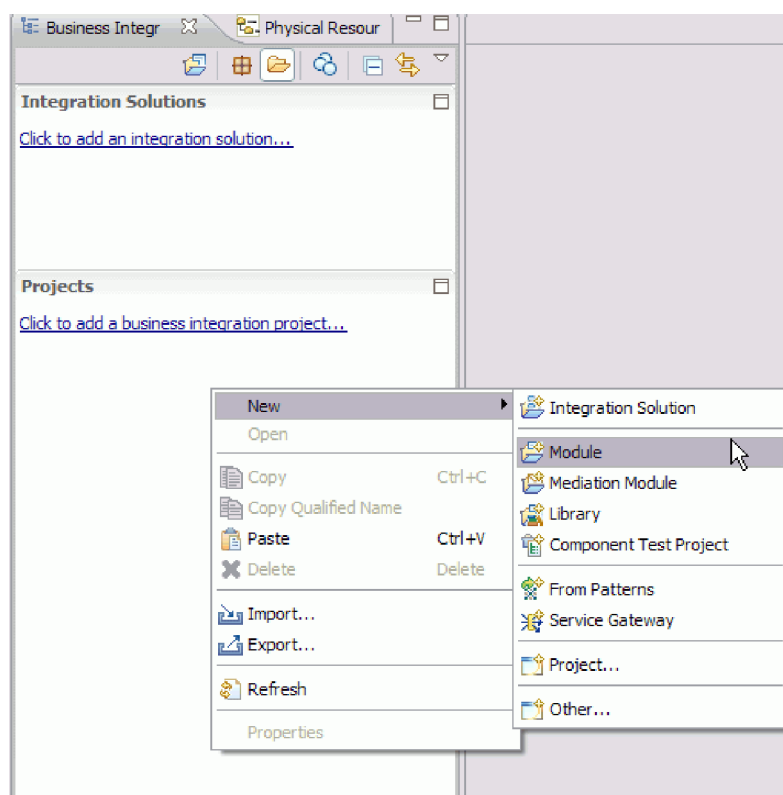 Business Integr
Physical Resour
Integration Solutions
Click to add an integration solution...
Projects
Click to add a business integration project...
New
Open
Copy Ctrl+C
Copy Qualified Name
Paste Ctrl+V
Delete Delete
Import...
Export...
Refresh
Properties
Integration Solution
Module
Mediation Module
Library
Component Test Project
From Patterns
Service Gateway
Project...
Other...